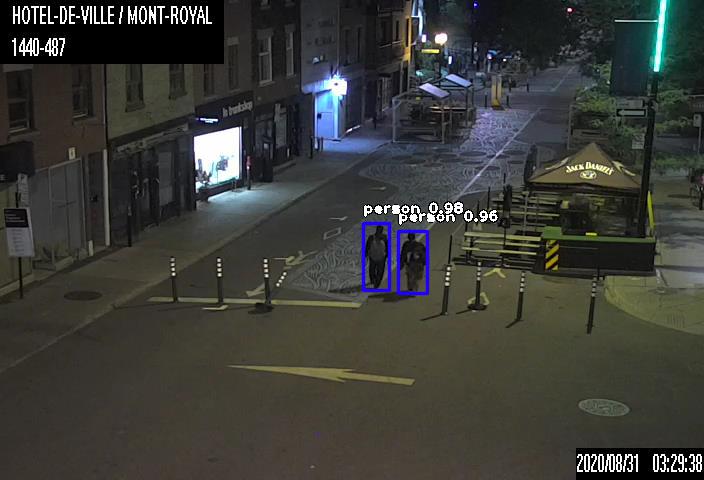 HOTEL-DE-VILLE / MONT-ROYAL
1440-487
person 0.98
person 0.96
JACK DANIEL'S
2020/08/31 03:29:38